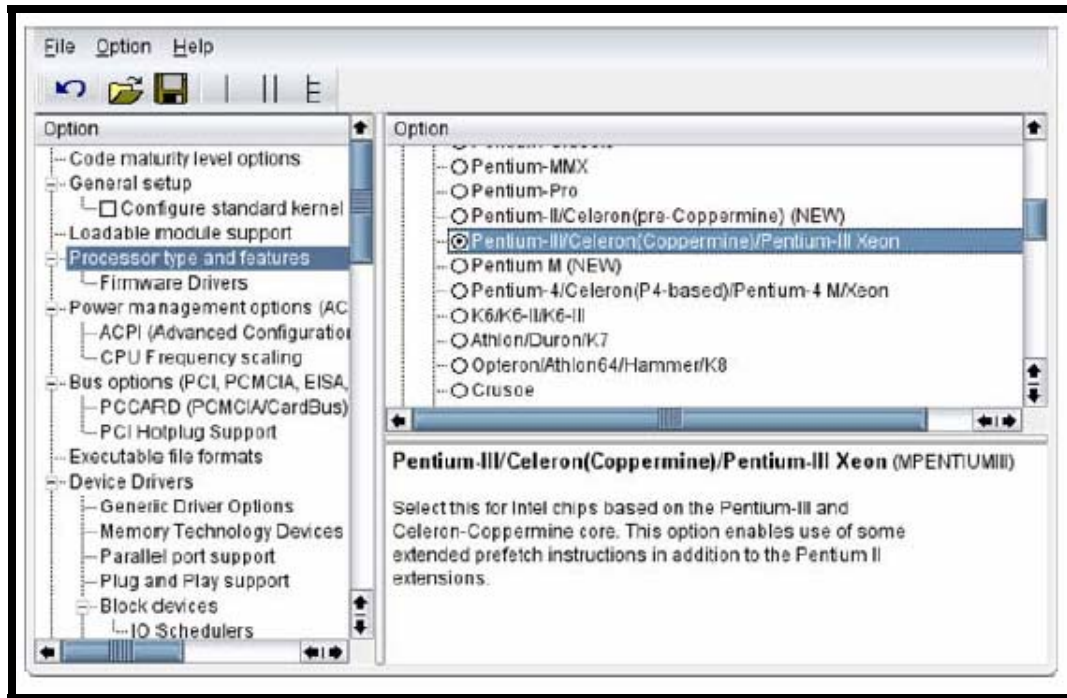 File Option Help
Option
Code maturity level options
General setup
Configure standard kernel
Loadable module support
Processor type and features
Firmware Drivers
Power management options (AC
ACPI (Advanced Configuration
CPU Frequency scaling
Bus options (PCI, PCMCIA, EISA,
PCCARD (PCMCIA/CardBus)
PCI Hotplug Support
Executable file formats
Device Drivers
Generic Driver Options
Memory Technology Devices
Parallel port support
Plug and Play support
Block devices
IO Schedulers
Option
Pentium-MMX
Pentium-Pro
Pentium-II/Celeron(pre-Coppermine) (NEW)
Pentium-III/Celeron(Coppermine)/Pentium-III Xeon
Pentium M (NEW)
Pentium-4/Celeron(P4-based)/Pentium-4 M/Xeon
K6/K6-II/K6-III
Athlon/Duron/K7
Opteron/Athlon64/Hammer/K8
Crusoe
Pentium-III/Celeron(Coppermine)/Pentium-III Xeon (MPENTIUMIII)
Select this for Intel chips based on the Pentium-III and
Celeron-Coppermine core. This option enables use of some
extended prefetch instructions in addition to the Pentium II
extensions.